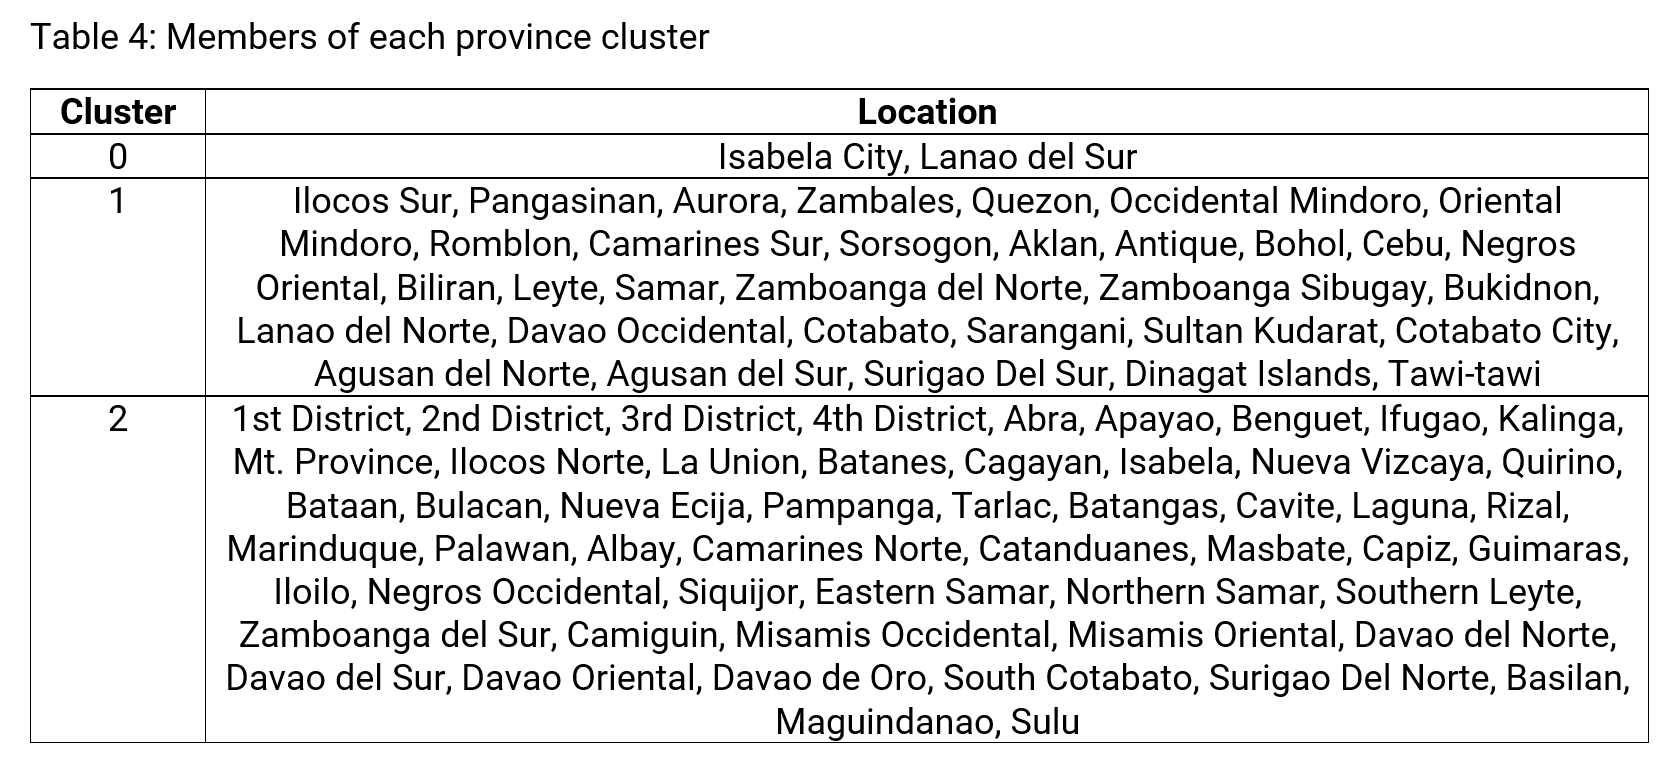 Table 4: Members of each province cluster
Cluster Location
0 Isabela City, Lanao del Sur
1 Ilocos Sur, Pangasinan, Aurora, Zambales, Quezon, Occidental Mindoro, Oriental
Mindoro, Romblon, Camarines Sur, Sorsogon, Aklan, Antique, Bohol, Cebu, Negros
Oriental, Biliran, Leyte, Samar, Zamboanga del Norte, Zamboanga Sibugay, Bukidnon,
Lanao del Norte, Davao Occidental, Cotabato, Sarangani, Sultan Kudarat, Cotabato City,
Agusan del Norte, Agusan del Sur, Surigao Del Sur, Dinagat Islands, Tawi-tawi
2 1st District, 2nd District, 3rd District, 4th District, Abra, Apayao, Benguet, Ifugao, Kalinga,
Mt. Province, Ilocos Norte, La Union, Batanes, Cagayan, Isabela, Nueva Vizcaya, Quirino,
Bataan, Bulacan, Nueva Ecija, Pampanga, Tarlac, Batangas, Cavite, Laguna, Rizal,
Marinduque, Palawan, Albay, Camarines Norte, Catanduanes, Masbate, Capiz, Guimaras,
Iloilo, Negros Occidental, Siquijor, Eastern Samar, Northern Samar, Southern Leyte,
Zamboanga del Sur, Camiguin, Misamis Occidental, Misamis Oriental, Davao del Norte,
Davao del Sur, Davao Oriental, Davao de Oro, South Cotabato, Surigao Del Norte, Basilan,
Maguindanao, Sulu